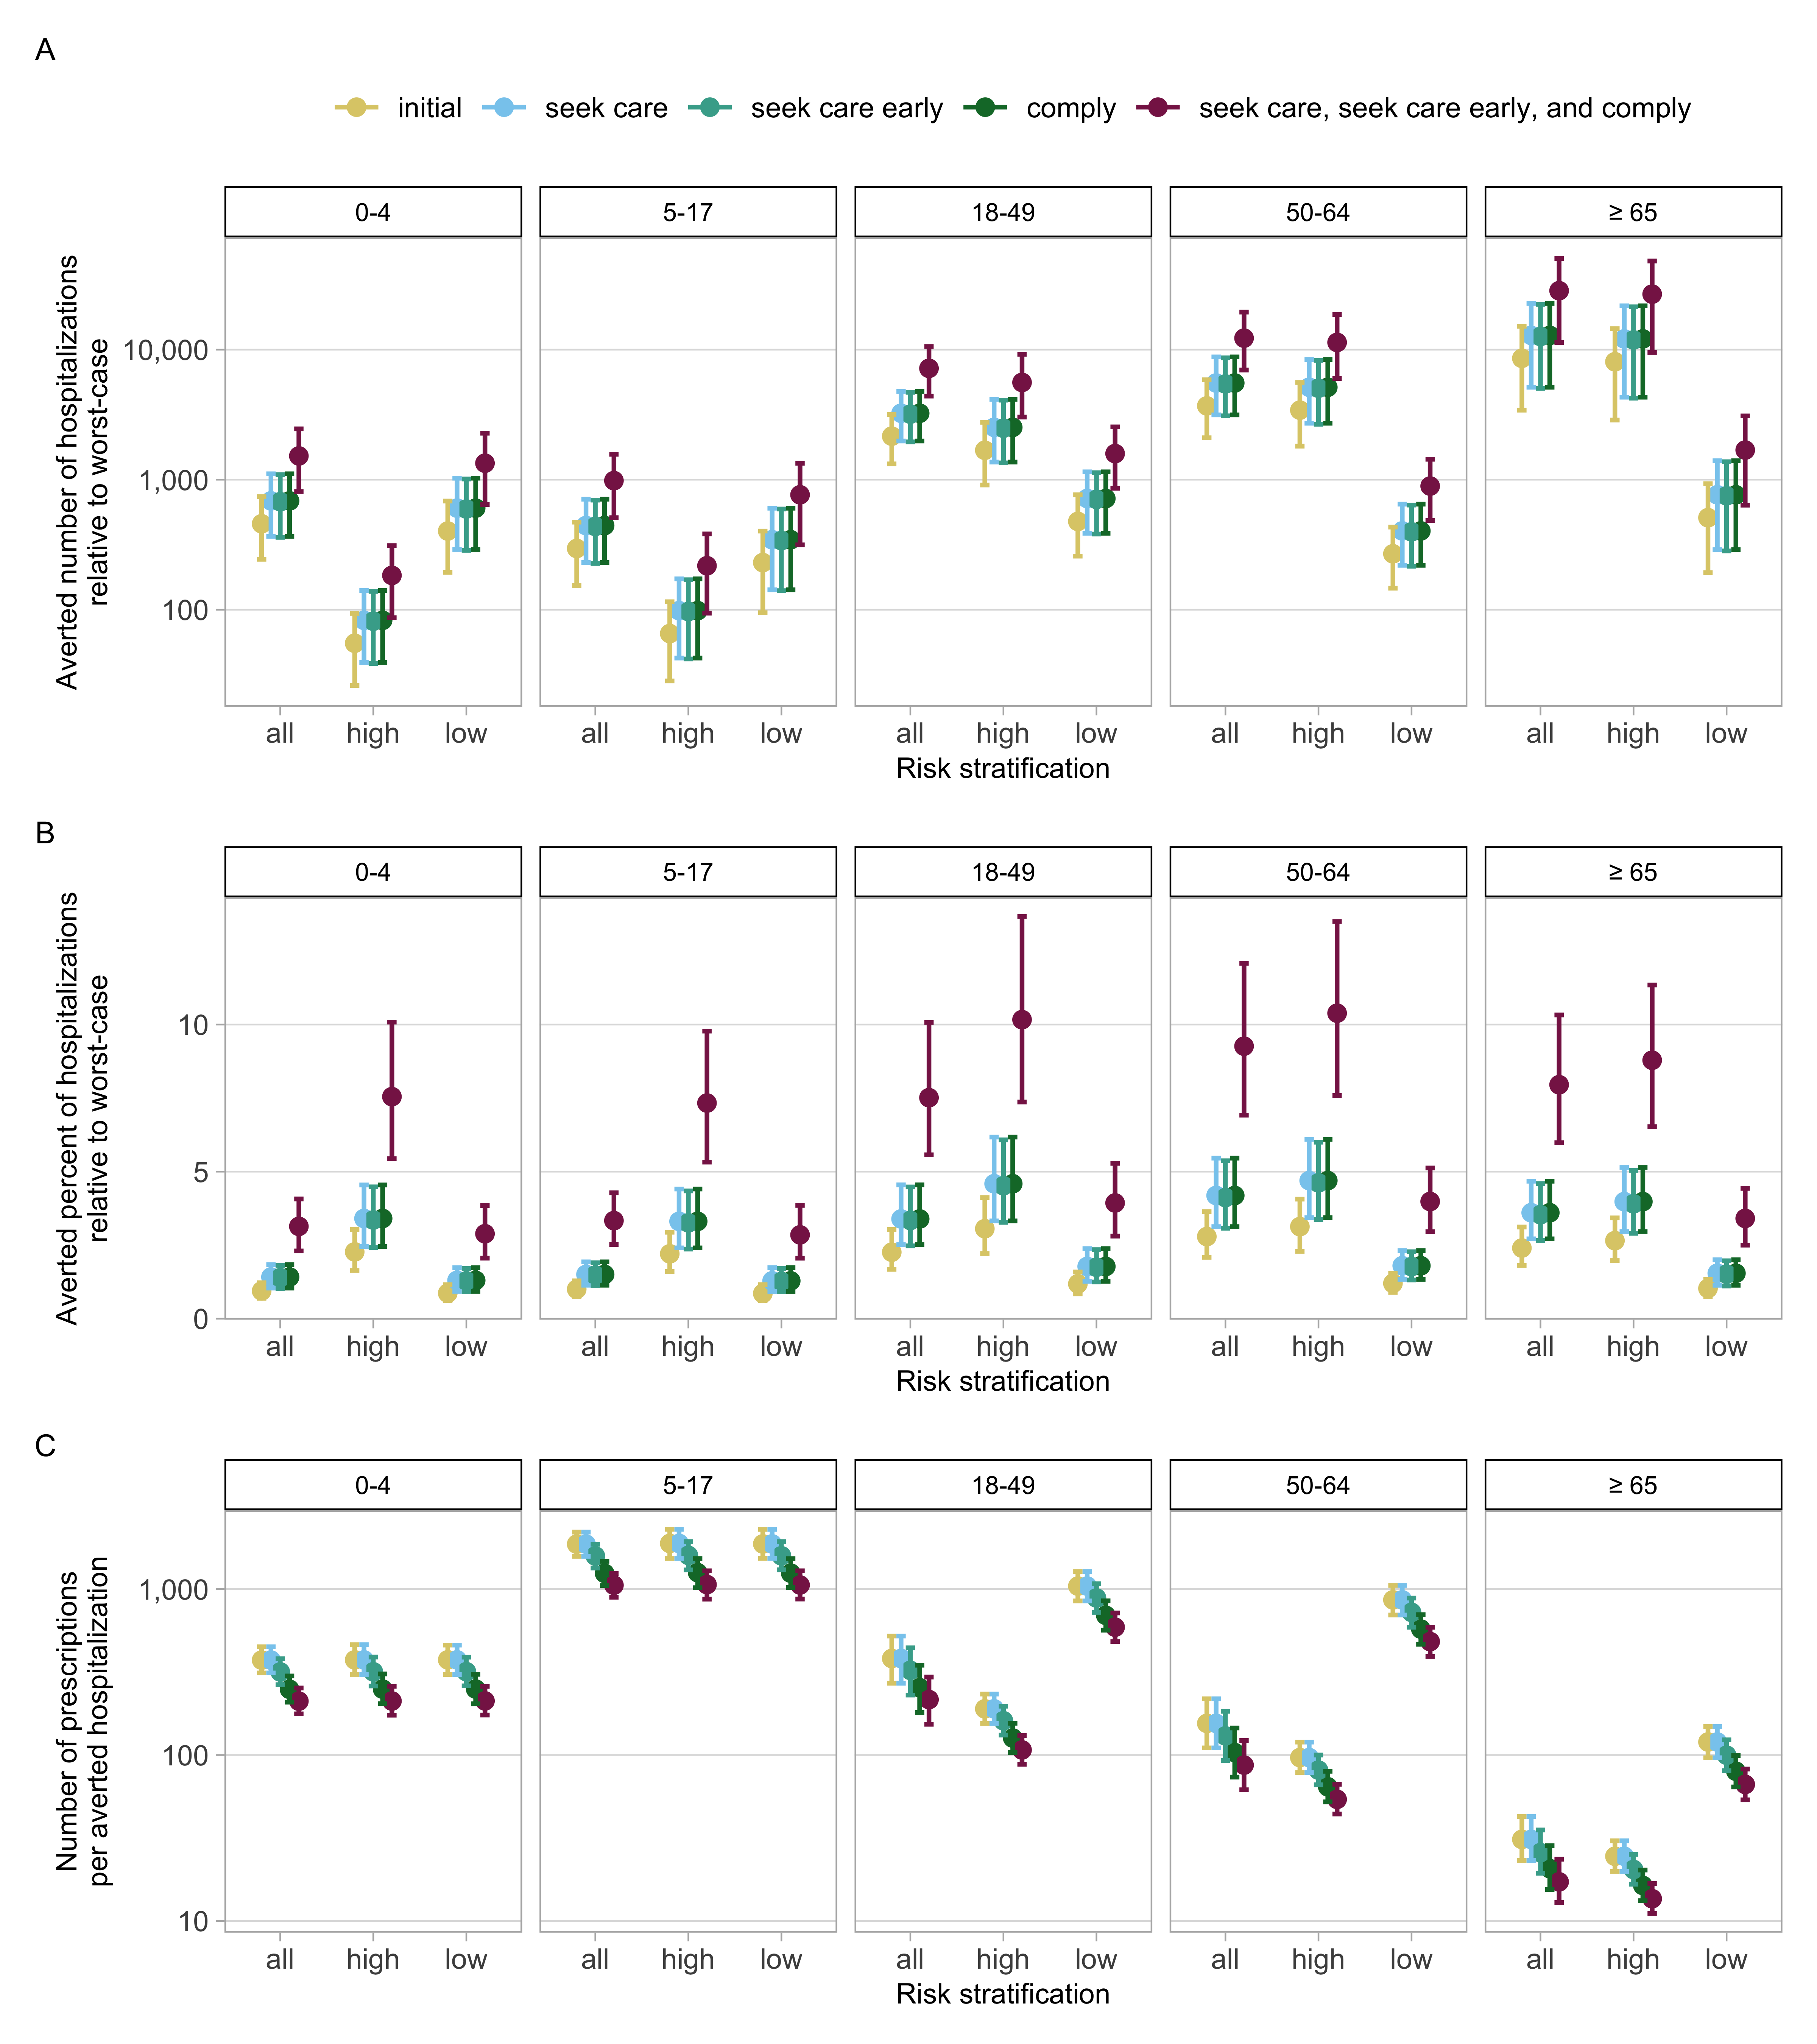 A
initial seek care seek care early comply seek care, seek care early, and comply
0-4 5-17 18-49 50-64 ≥ 65
Averted number of hospitalizations
relative to worst-case
10,000
1,000
100
all high low all high low all high low all high low all high low
Risk stratification
B
0-4 5-17 18-49 50-64 ≥ 65
Averted percent of hospitalizations
relative to worst-case
10
5
0
all high low all high low all high low all high low all high low
Risk stratification
C
0-4 5-17 18-49 50-64 ≥ 65
Number of prescriptions
per averted hospitalization
1,000
100
10
all high low all high low all high low all high low all high low
Risk stratification